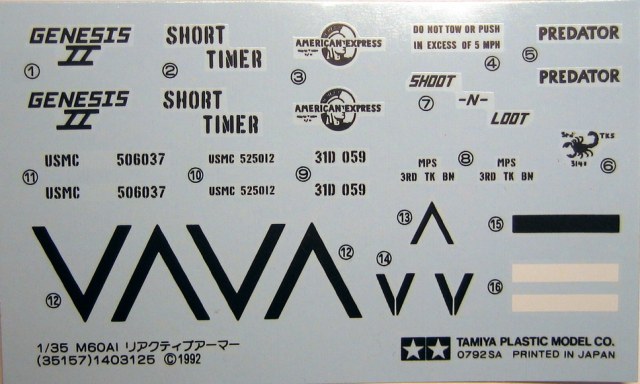 GENESIS II
①
SHORT TIMER
②
AMERICAN EXPRESS
③
DO NOT TOW OR PUSH
IN EXCESS OF 5 MPH
④
⑤
PREDATOR
PREDATOR
GENESIS II
SHORT TIMER
AMERICAN EXPRESS
SHOOT
-N-
LOOT
⑦
TKS
⑥
⑪
USMC 506037
USMC 506037
⑩
USMC 525012
USMC 525012
⑨
31D 059
31D 059
⑧
MPS
3RD TK BN
MPS
3RD TK BN
⑫
⑫
⑬
⑭
⑮
⑯
1/35 M60A1 リアクティブアーマー
(35157)1403125 ©1992
TAMIYA PLASTIC MODEL CO.
0792SA PRINTED IN JAPAN